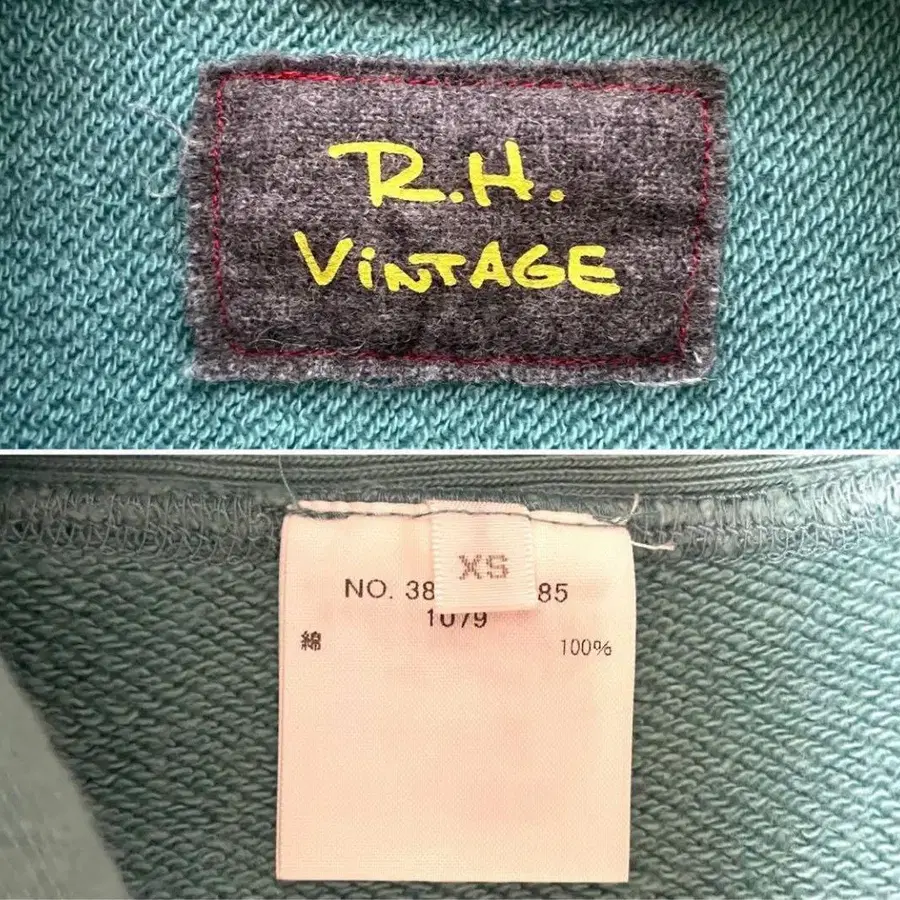 R.H.
ViNTAGE
XS
NO. 38 85
1079
綿 100%